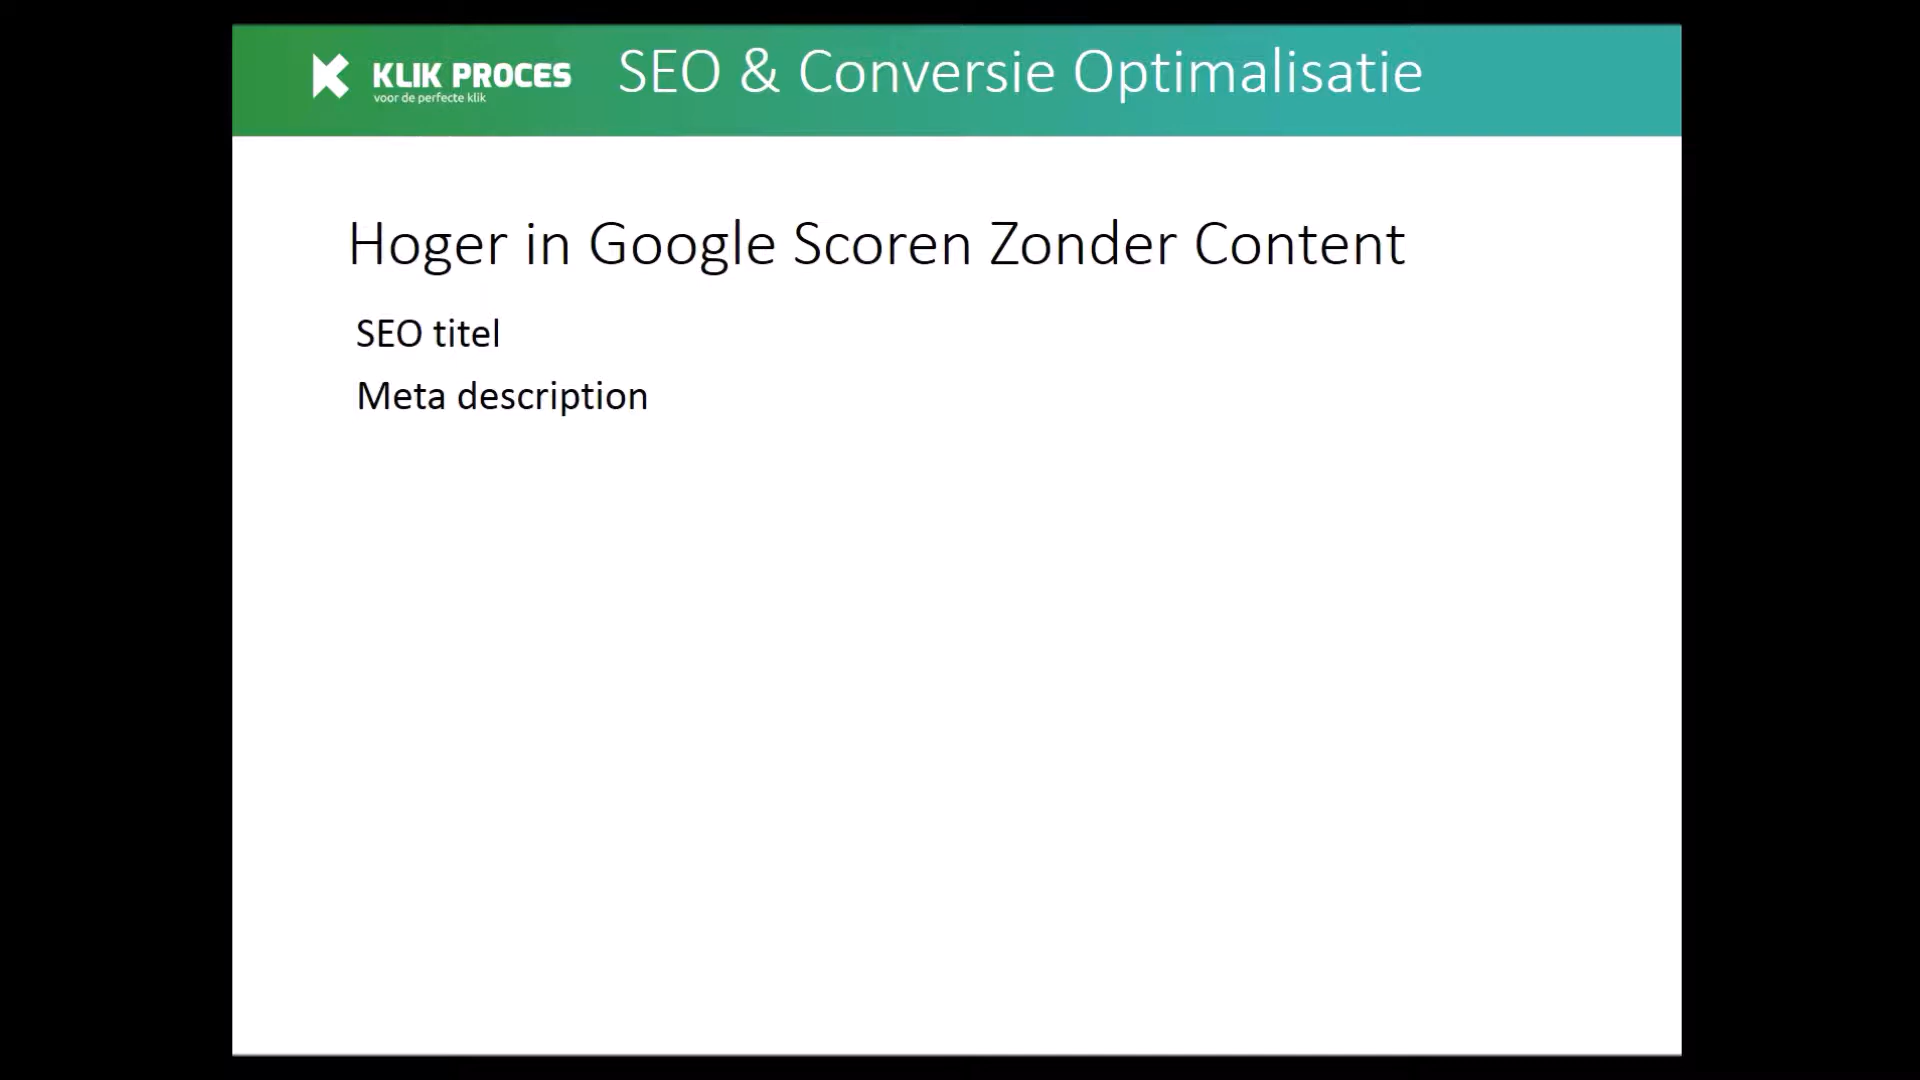 KLIK PROCES
voor de perfecte klik
SEO & Conversie Optimalisatie
Hoger in Google Scoren Zonder Content
SEO titel
Meta description